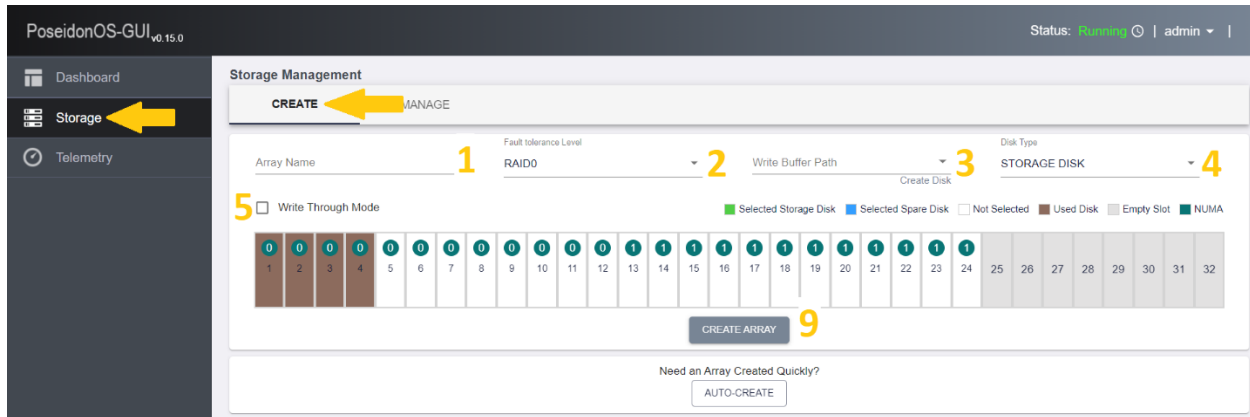 PoseidonOS-GUI v0.15.0
Status: Running | admin |
Dashboard
Storage
Telemetry
Storage Management
CREATE MANAGE
Array Name 1
Fault tolerance Level
RAID0 2
Write Buffer Path 3
Create Disk
Disk Type
STORAGE DISK 4
5 Write Through Mode
Selected Storage Disk Selected Spare Disk Not Selected Used Disk Empty Slot NUMA
0 0 0 0 0 0 0 0 0 0 0 0 1 1 1 1 1 1 1 1 1 1 1 1
1 2 3 4 5 6 7 8 9 10 11 12 13 14 15 16 17 18 19 20 21 22 23 24 25 26 27 28 29 30 31 32
CREATE ARRAY 9
Need an Array Created Quickly?
AUTO-CREATE